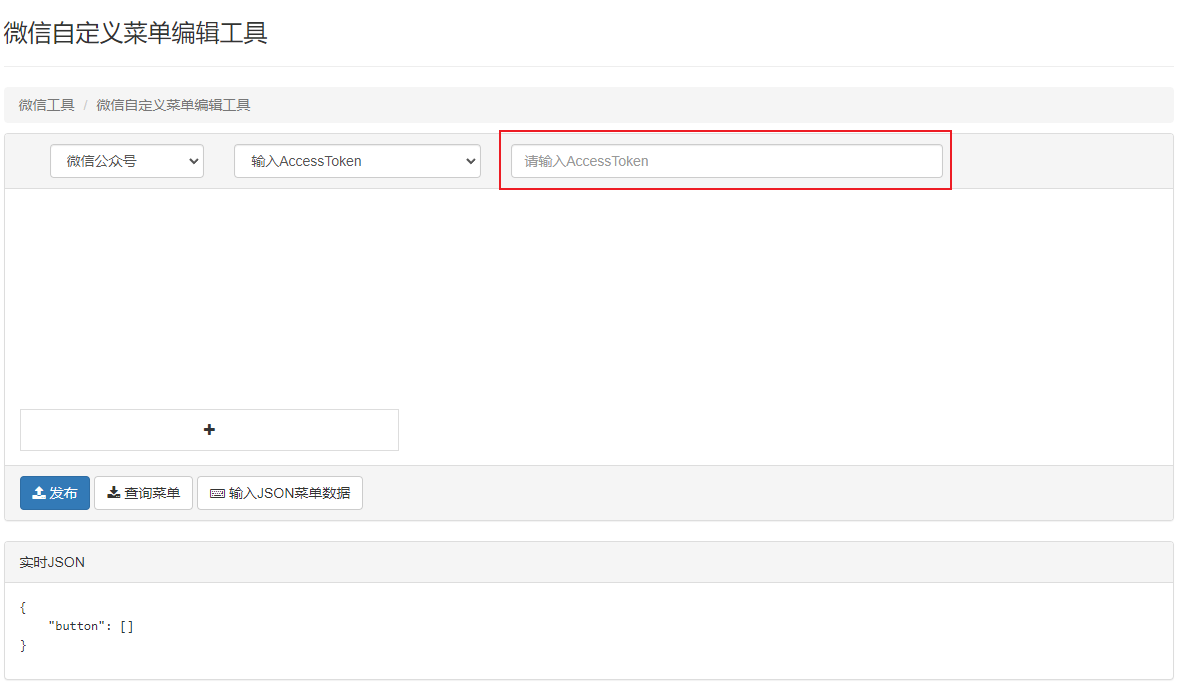 微信自定义菜单编辑工具
微信工具 / 微信自定义菜单编辑工具
微信公众号 输入AccessToken 请输入AccessToken
+
发布 查询菜单 输入JSON菜单数据
实时JSON
{
"button": []
}